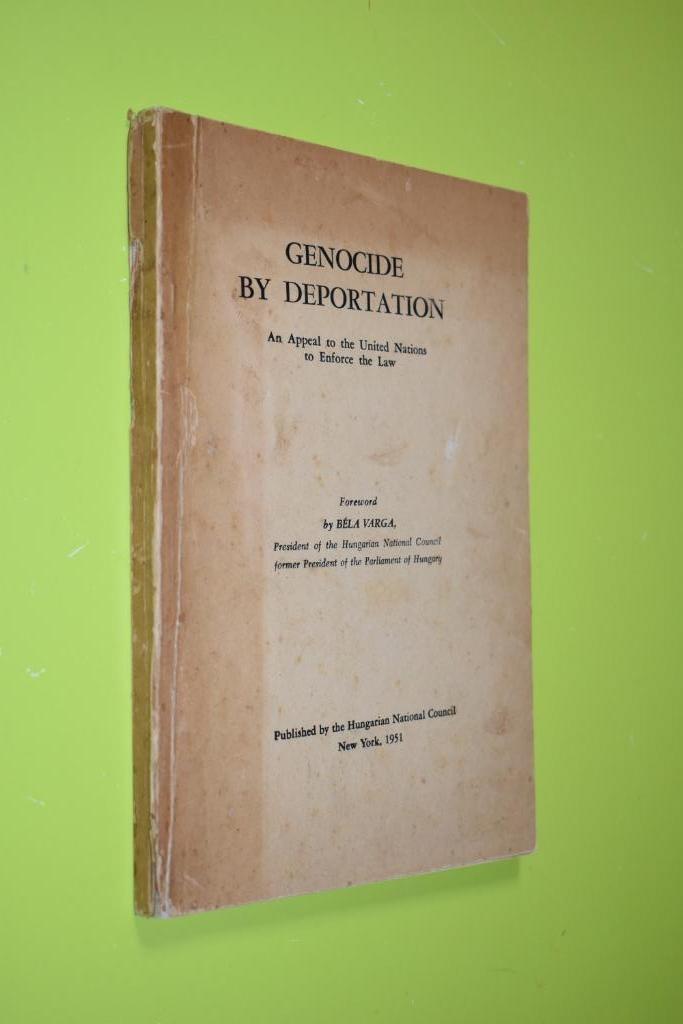 GENOCIDE
BY DEPORTATION
An Appeal to the United Nations
to Enforce the Law
Foreword
by BÉLA VARGA,
President of the Hungarian National Council
former President of the Parliament of Hungary
Published by the Hungarian National Council
New York, 1951